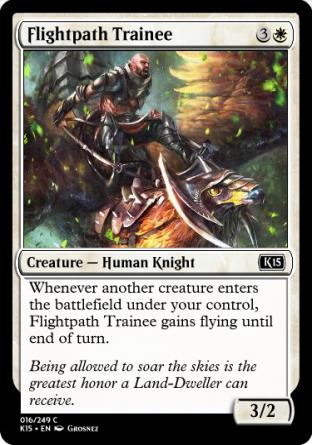 Flightpath Trainee 3
Creature — Human Knight K15
Whenever another creature enters
the battlefield under your control,
Flightpath Trainee gains flying until
end of turn.
Being allowed to soar the skies is the
greatest honor a Land-Dweller can
receive.
3/2
016/249 C
K15 • EN Grosnez